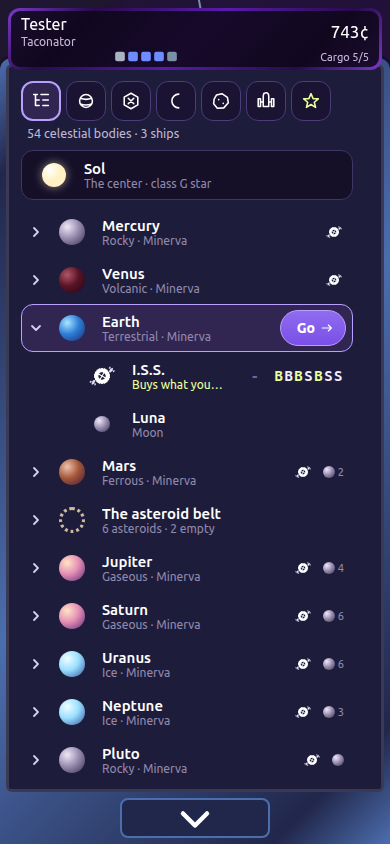 Tester
743¢
Taconator
Cargo 5/5
54 celestial bodies · 3 ships
Sol
The center · class G star
Mercury
Rocky · Minerva
Venus
Volcanic · Minerva
Earth
Terrestrial · Minerva
Go →
I.S.S.
Buys what you...
- BBBSBSS
Luna
Moon
Mars
Ferrous · Minerva
2
The asteroid belt
6 asteroids · 2 empty
Jupiter
Gaseous · Minerva
4
Saturn
Gaseous · Minerva
6
Uranus
Ice · Minerva
6
Neptune
Ice · Minerva
3
Pluto
Rocky · Minerva